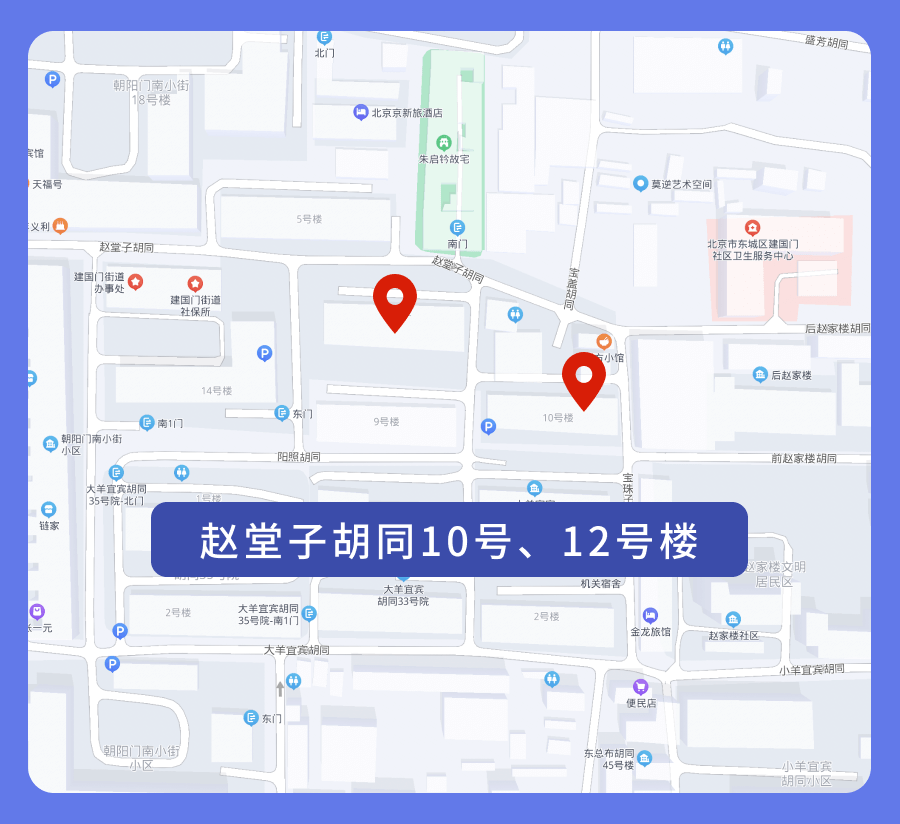 北门
盛芳胡同
朝阳门南小街
18号楼
北京京新旅酒店
宾馆
朱启钤故宅
天福号
莫逆艺术空间
义利
5号楼
南门
北京市东城区建国门
社区卫生服务中心
赵堂子胡同
赵堂子胡同
宝盖胡同
建国门街道
办事处
建国门街道
社保所
后赵家楼胡同
方小馆
后赵家楼
14号楼
9号楼
10号楼
东门
南1门
朝阳门南小街
小区
阳照胡同
前赵家楼胡同
大羊宜宾胡同
35号院-北门
1号楼
宝珠子
链家
赵堂子胡同10号、12号楼
赵家楼文明
居民区
大羊宜宾
胡同33号院
机关宿舍
张一元
2号楼
大羊宜宾胡同
35号院-南1门
2号楼
金龙旅馆
赵家楼社区
大羊宜宾胡同
小羊宜宾胡同
便民店
东门
朝阳门南小街
小区
东总布胡同
45号楼
小羊宜宾
胡同小区